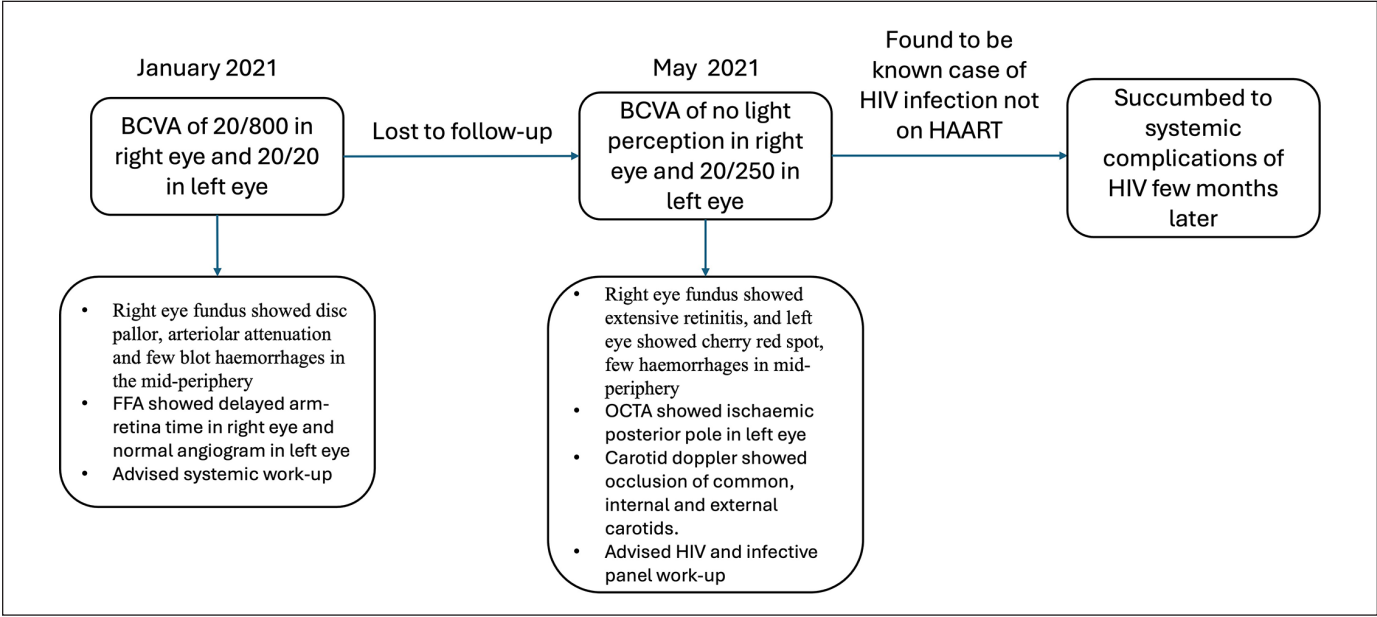 January 2021
BCVA of 20/800 in
right eye and 20/20
in left eye
Lost to follow-up
May  2021
BCVA of no light
perception in right
eye and 20/250 in
left eye
Found to be
known case of
HIV infection not
on HAART
Succumbed to
systemic
complications of
HIV few months
later
• Right eye fundus showed disc
pallor, arteriolar attenuation
and few blot haemorrhages in
the mid-periphery
• FFA showed delayed arm-
retina time in right eye and
normal angiogram in left eye
• Advised systemic work-up
• Right eye fundus showed
extensive retinitis, and left
eye showed cherry red spot,
few haemorrhages in mid-
periphery
• OCTA showed ischaemic
posterior pole in left eye
• Carotid doppler showed
occlusion of common,
internal and external
carotids.
• Advised HIV and infective
panel work-up